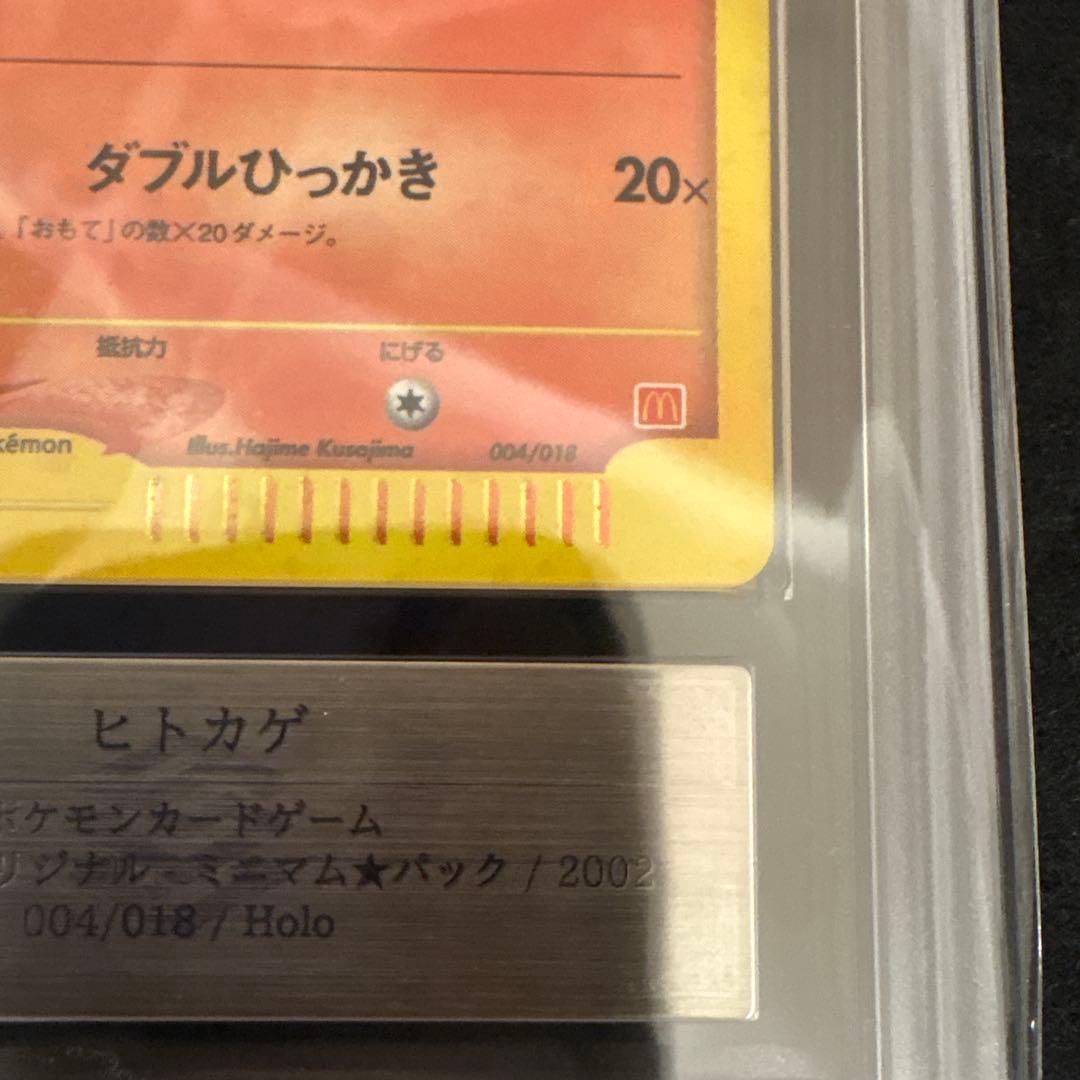 ダブルひっかき 20×
「おもて」の数×20ダメージ。
抵抗力 にげる
kémon Illus.Hajime Kusajima 004/018
ヒトカゲ
ポケモンカードゲーム
リジナル-ミニマム★パック / 2002
004/018 / Holo